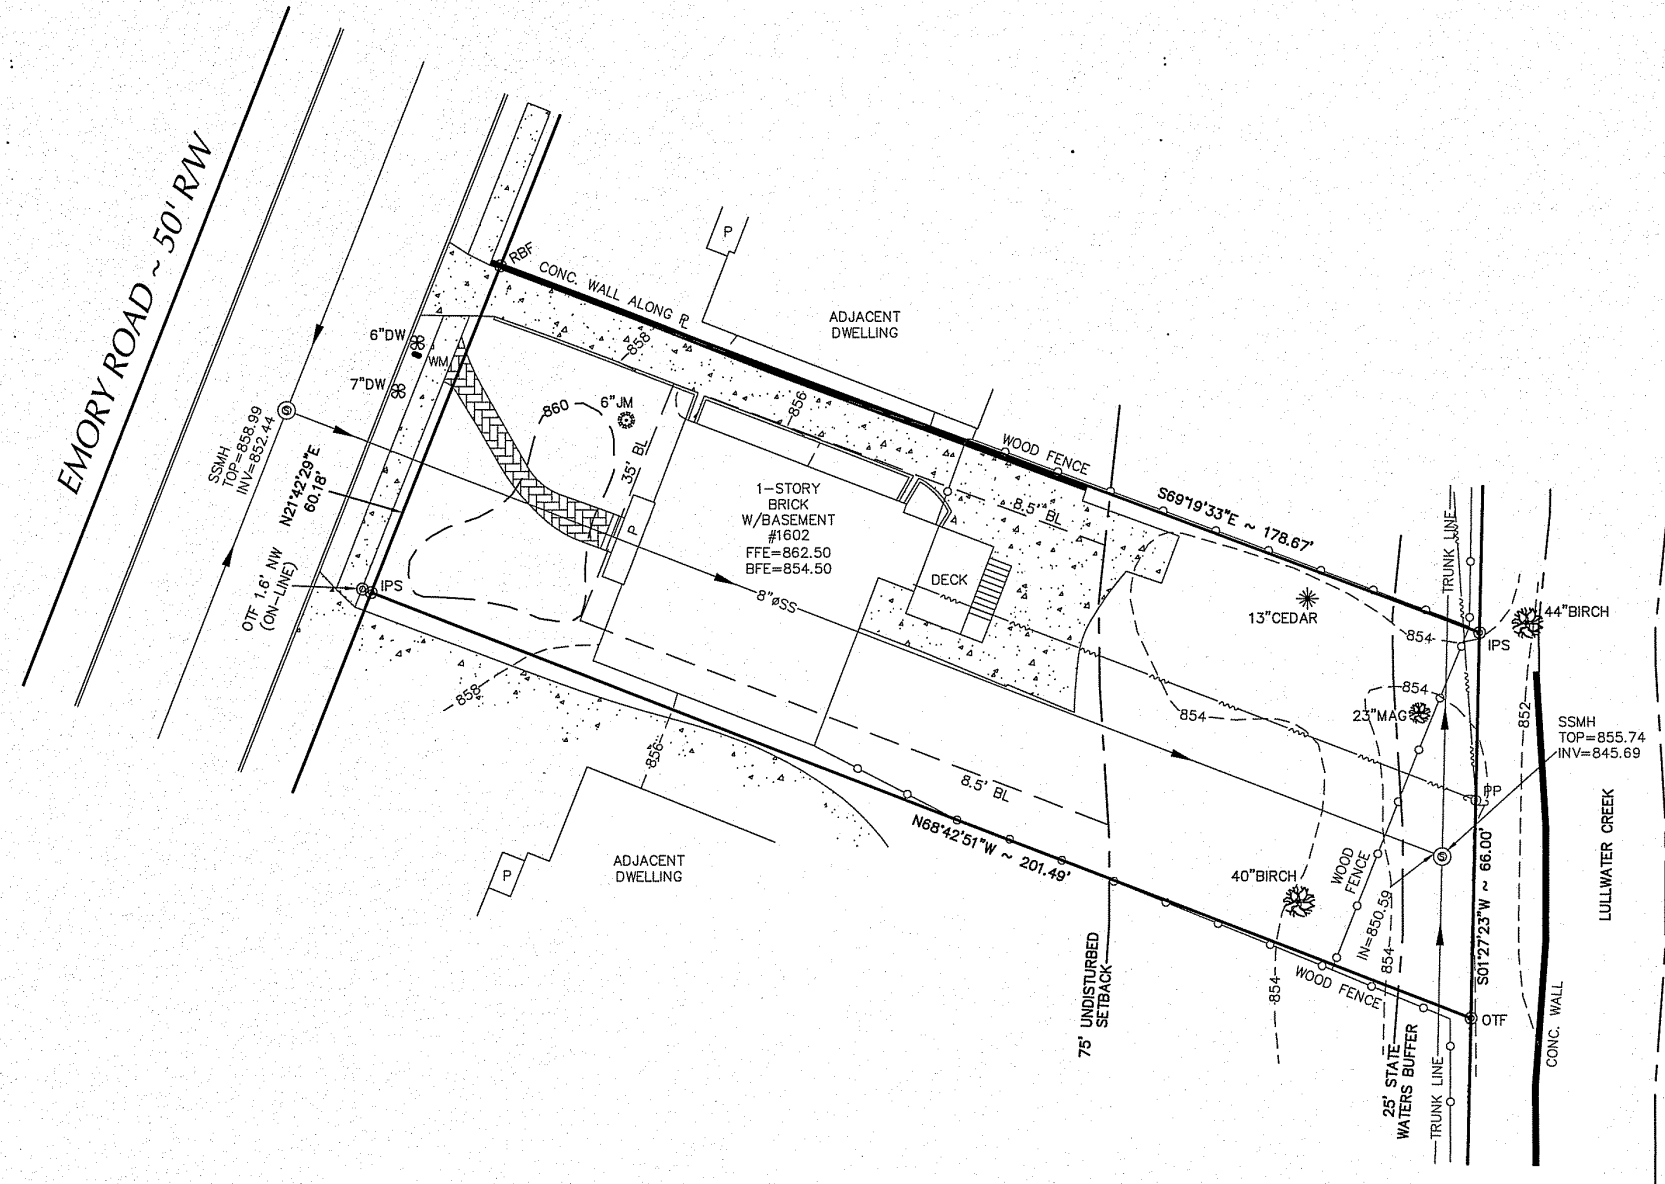 EMORY ROAD ~ 50' R/W
SSMH
TOP=858.99
INV=852.44
N21°42'29"E
60.18'
OTF 1.6' NW
(ON-LINE)
IPS
6"DW
7"DW
WM
RBF
CONC. WALL ALONG PL
858
860
6"JM
35' BL
P
P
ADJACENT
DWELLING
856
1-STORY
BRICK
W/BASEMENT
#1602
FFE=862.50
BFE=854.50
8"øSS
DECK
WOOD FENCE
8.5' BL
S69°19'33"E ~ 178.67'
TRUNK LINE
13"CEDAR
854
44"BIRCH
IPS
854
23"MAG
854
852
SSMH
TOP=855.74
INV=845.69
PP
LULLWATER CREEK
858
856
8.5' BL
N68°42'51"W ~ 201.49'
ADJACENT
DWELLING
P
40"BIRCH
WOOD
FENCE
IN=850.59
S01°27'23"W ~ 66.00'
75' UNDISTURBED
SETBACK
854
854
WOOD FENCE
OTF
25' STATE
WATERS BUFFER
TRUNK LINE
CONC. WALL